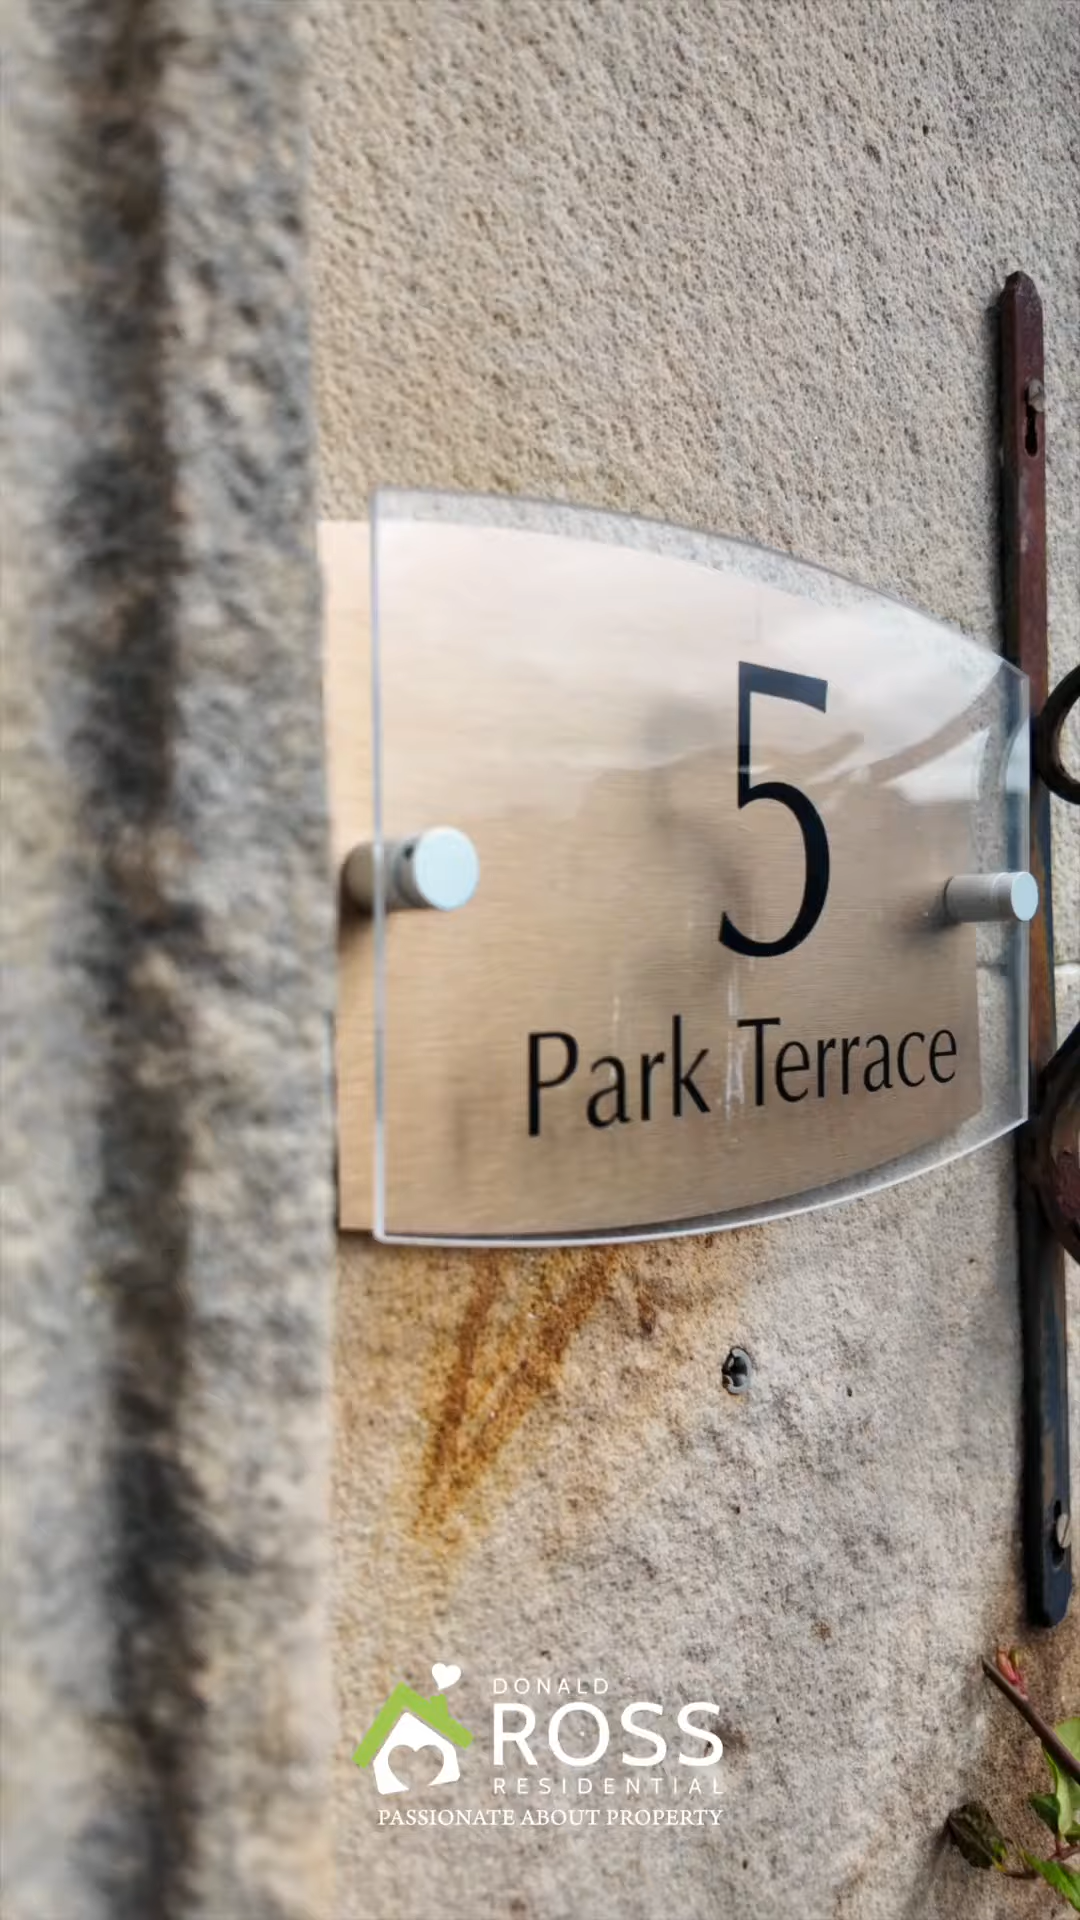 5
Park Terrace
DONALD
ROSS
RESIDENTIAL
PASSIONATE ABOUT PROPERTY